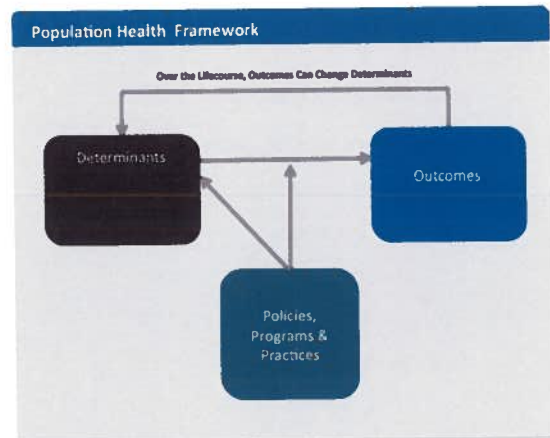 Population Health Framework
Over the Lifecourse, Outcomes Can Change Determinants
Determinants
Outcomes
Policies,
Programs &
Practices